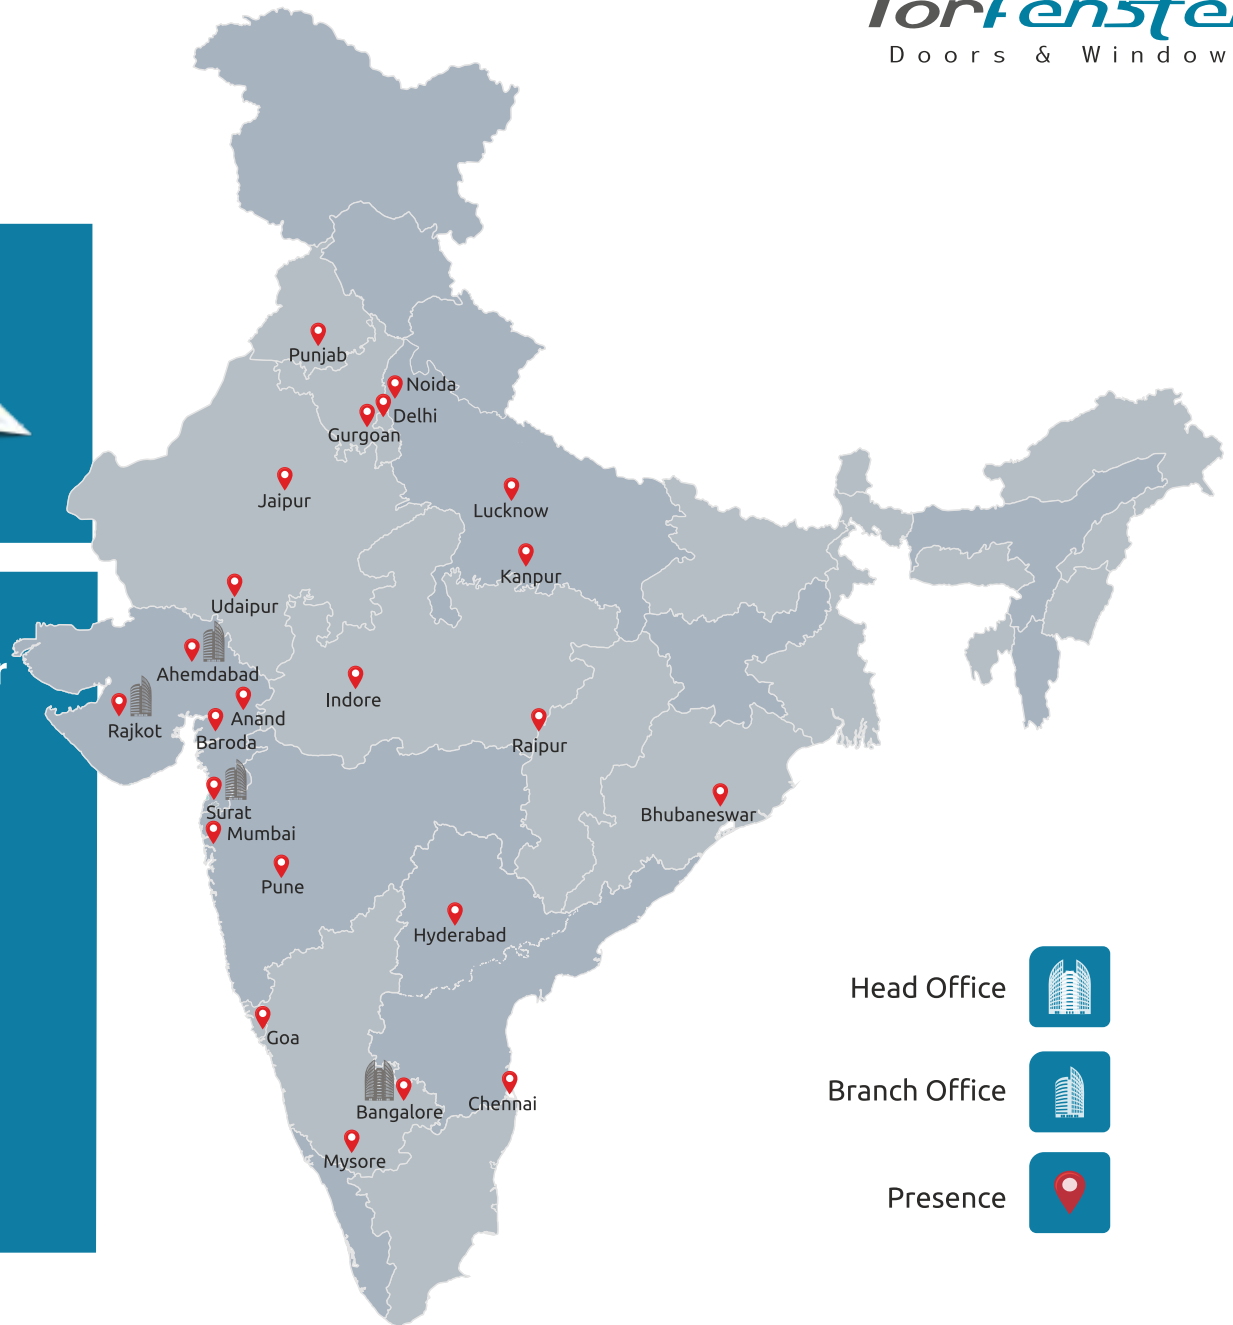 Torfenste
Doors & Window
Punjab
Noida
Delhi
Gurgoan
Jaipur
Lucknow
Kanpur
Udaipur
Ahemdabad
Indore
Anand
Rajkot
Baroda
Raipur
Surat
Bhubaneswar
Mumbai
Pune
Hyderabad
Head Office
Goa
Branch Office
Chennai
Bangalore
Mysore
Presence